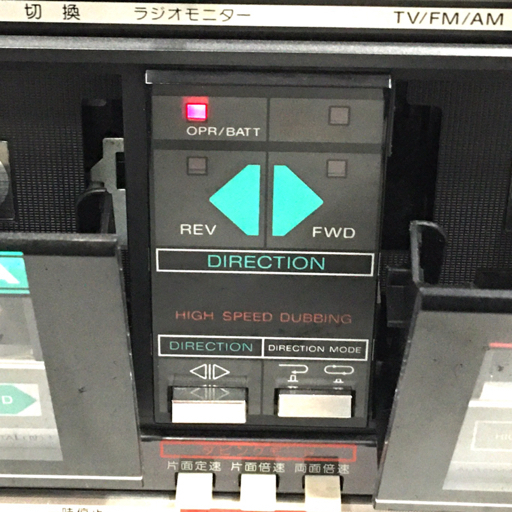 切換 ラジオモニター TV/FM/AM
OPR/BATT
REV FWD
DIRECTION
HIGH SPEED DUBBING
DIRECTION DIRECTION MODE
片面定速 片面倍速 両面倍速